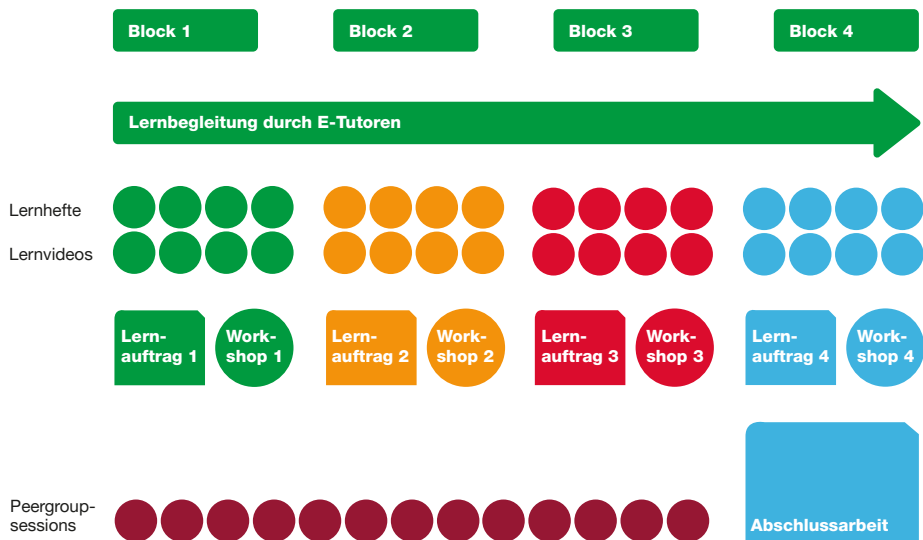 Block 1
Block 2
Block 3
Block 4
Lernbegleitung durch E-Tutoren
Lernhefte
Lernvideos
Lern-
auftrag 1
Work-
shop 1
Lern-
auftrag 2
Work-
shop 2
Lern-
auftrag 3
Work-
shop 3
Lern-
auftrag 4
Work-
shop 4
Peergroup-
sessions
Abschlussarbeit